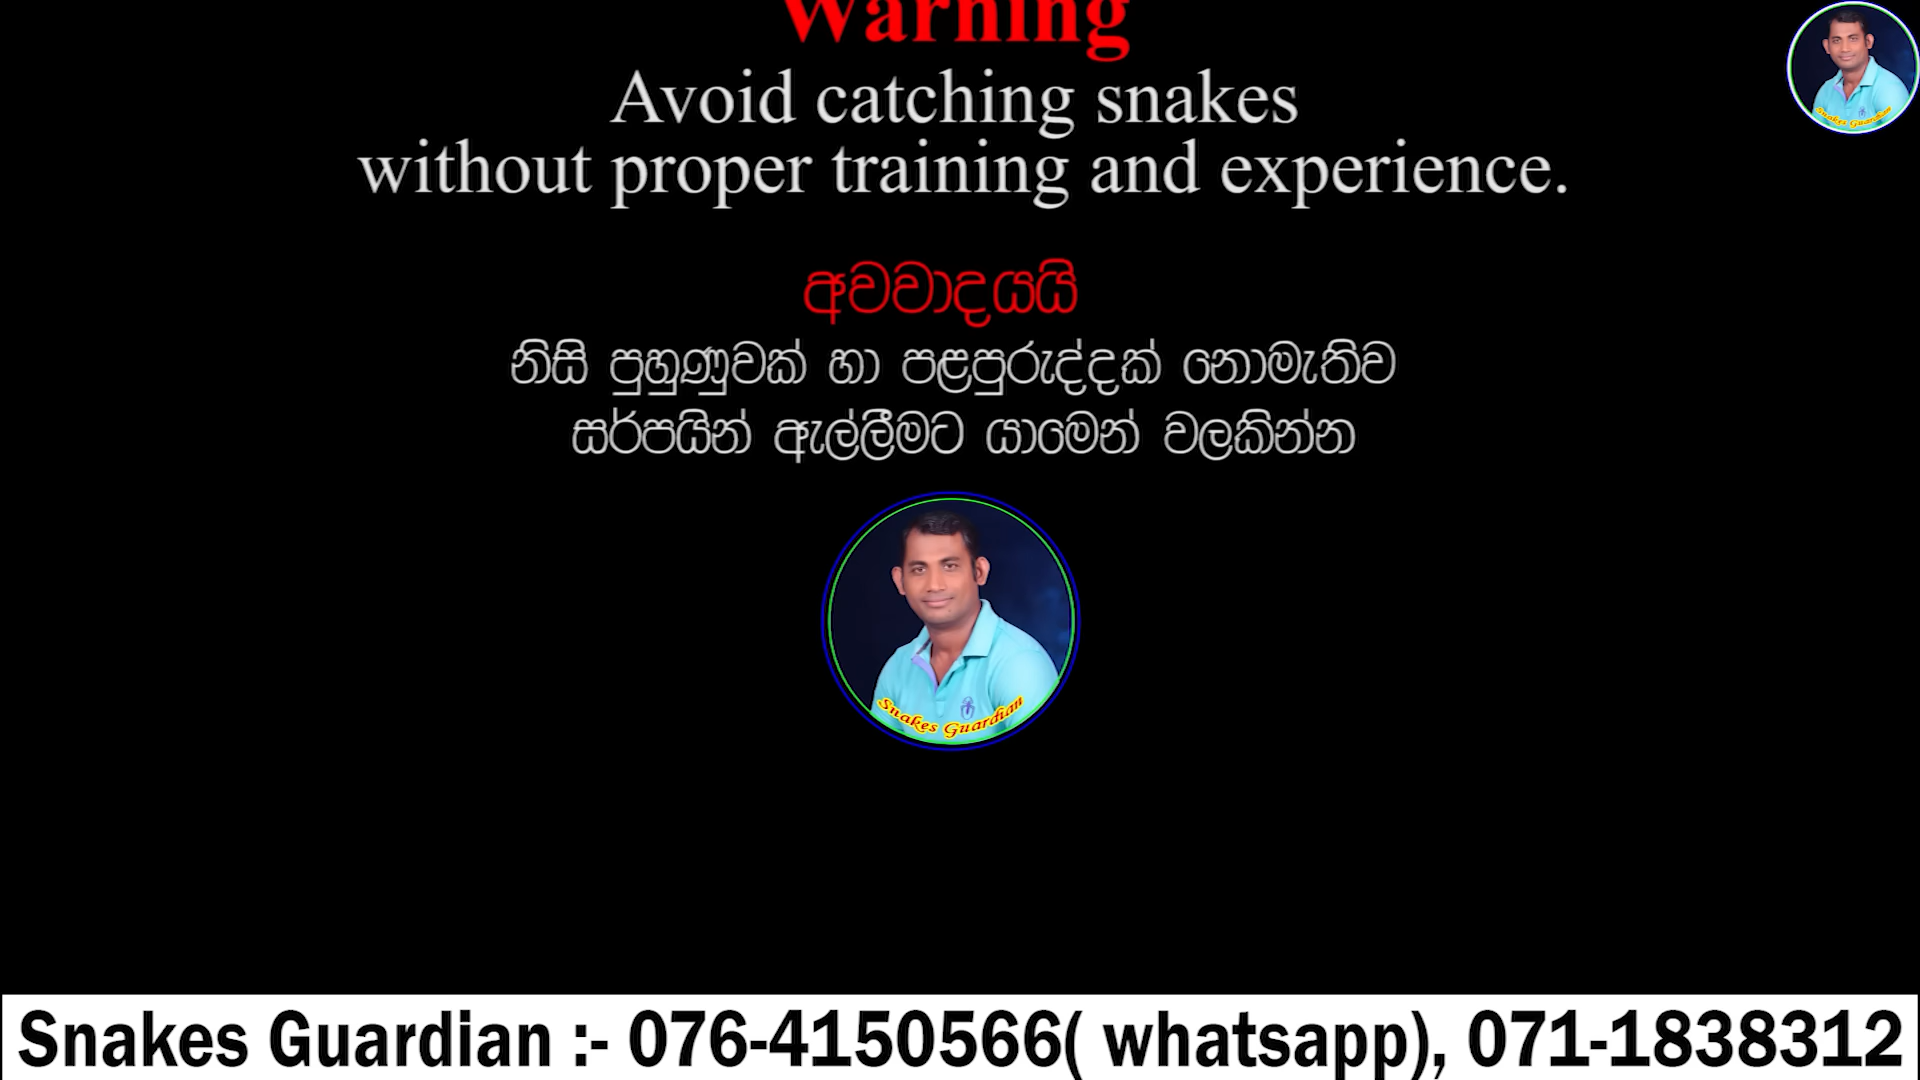 Warning
Avoid catching snakes
without proper training and experience.
අවවාදයයි
නිසි පුහුණුවක් හා පළපුරුද්දක් නොමැතිව
සර්පයින් ඇල්ලීමට යාමෙන් වලකින්න
Snakes Guardian
Snakes Guardian
Snakes Guardian :- 076-4150566( whatsapp), 071-1838312